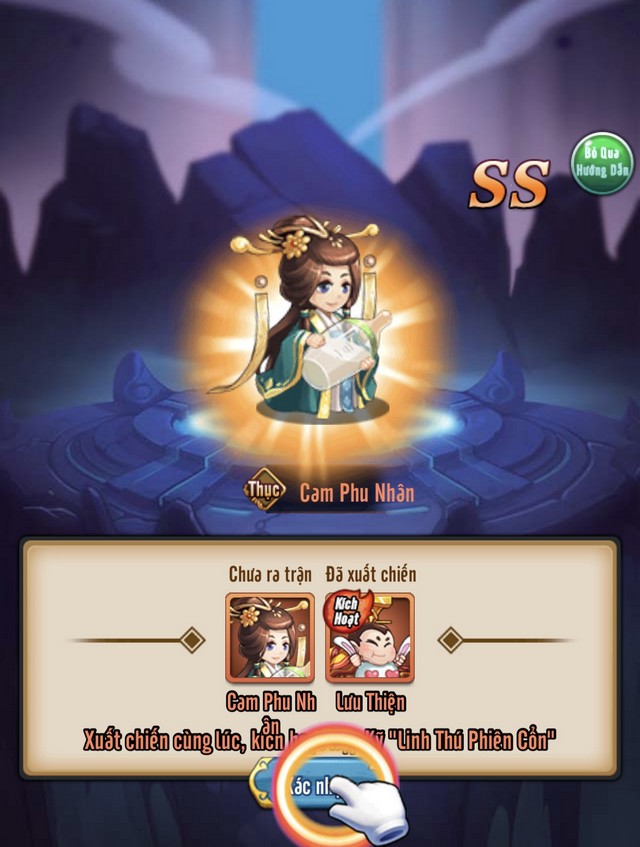 SS
Bỏ Qua
Hướng Dẫn
Thục
Cam Phu Nhân
Chưa ra trận
Đã xuất chiến
Kích
Hoạt
Cam Phu Nh
ân
Lưu Thiện
Xuất chiến cùng lúc, kích "Linh Thú Phiên Cổn"